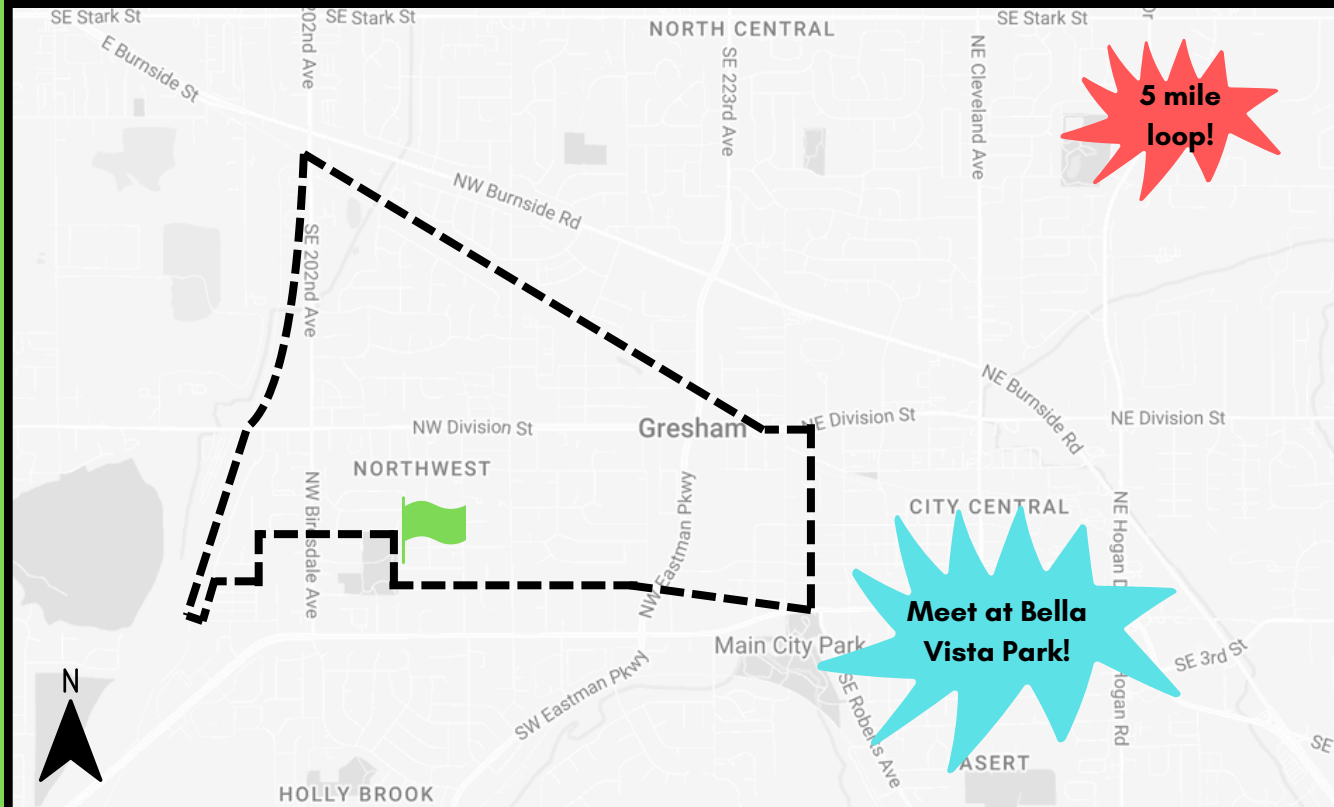 SE Stark St
SE Stark St
SE Stark St
202nd Ave
E Burnside St
NORTH CENTRAL
SE 223rd Ave
NE Cleveland Ave
5 mile
loop!
NW Burnside Rd
SE 202nd Ave
NE Burnside Rd
NW Division St
Gresham
NE Division St
NE Division St
NORTHWEST
NW Birdsdale Ave
NW Eastman Pkwy
CITY CENTRAL
NE Hogan D
Meet at Bella
Vista Park!
Main City Park
SE 3rd St
Hogan Rd
N
SW Eastman Pkwy
SE Roberts Ave
SE
ASERT
HOLLY BROOK